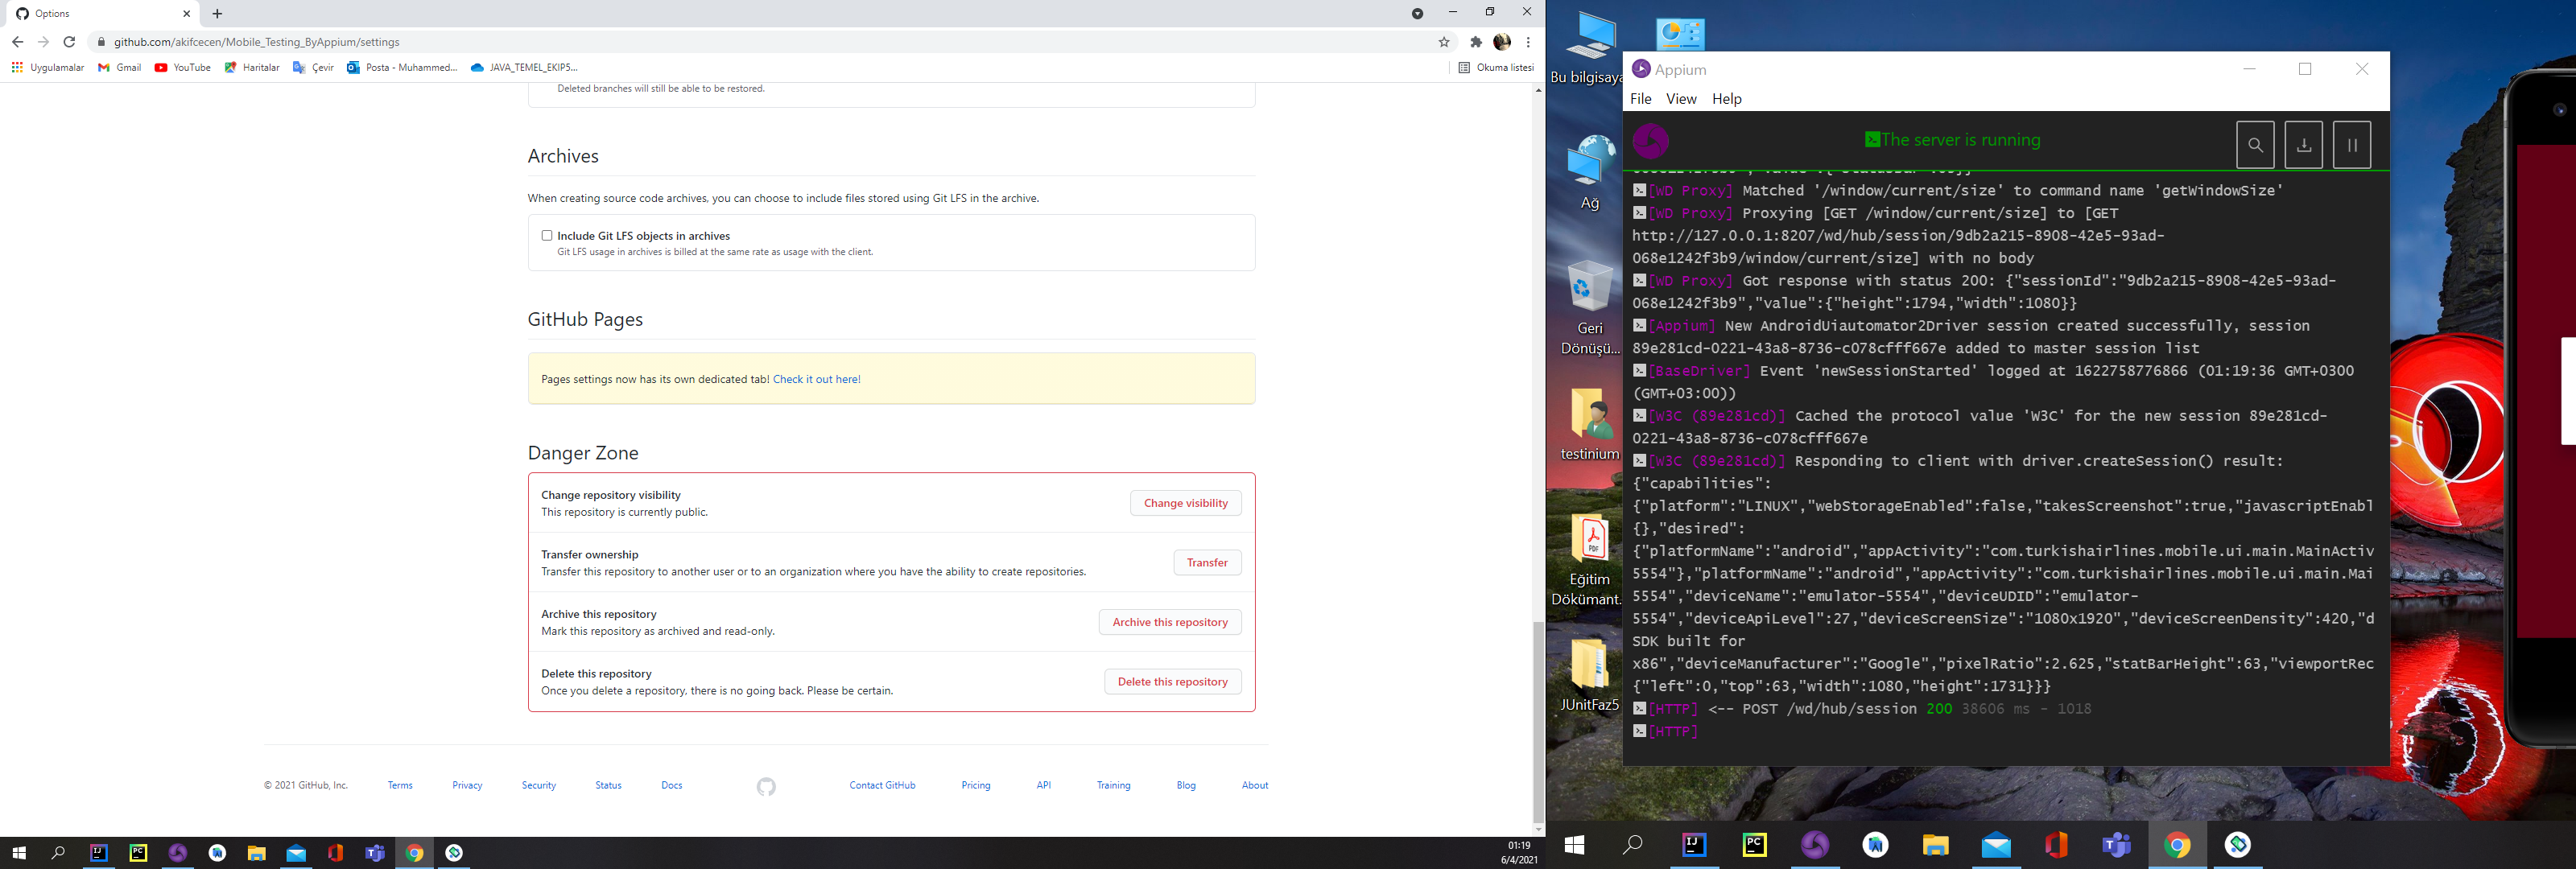 Options
github.com/akifcecen/Mobile_Testing_ByAppium/settings
Uygulamalar
Gmail
YouTube
Haritalar
Çevir
Posta - Muhammed...
JAVA_TEMEL_EKIP5...
Okuma listesi
Deleted branches will still be able to be restored.
Archives
When creating source code archives, you can choose to include files stored using Git LFS in the archive.
Include Git LFS objects in archives
Git LFS usage in archives is billed at the same rate as usage with the client.
GitHub Pages
Pages settings now has its own dedicated tab! Check it out here!
Danger Zone
Change repository visibility
This repository is currently public.
Change visibility
Transfer ownership
Transfer this repository to another user or to an organization where you have the ability to create repositories.
Transfer
Archive this repository
Mark this repository as archived and read-only.
Archive this repository
Delete this repository
Once you delete a repository, there is no going back. Please be certain.
Delete this repository
© 2021 GitHub, Inc.
Terms
Privacy
Security
Status
Docs
Contact GitHub
Pricing
API
Training
Blog
About
01:19
6/4/2021
Bu bilgisaya
Ağ
Geri
Dönüşü...
testinium
Eğitim
Dökümant.
JUnitFaz5
Appium
File View Help
The server is running
[WD Proxy] Matched '/window/current/size' to command name 'getWindowSize'
[WD Proxy] Proxying [GET /window/current/size] to [GET
http://127.0.0.1:8207/wd/hub/session/9db2a215-8908-42e5-93ad-
068e1242f3b9/window/current/size] with no body
[WD Proxy] Got response with status 200: {"sessionId":"9db2a215-8908-42e5-93ad-
068e1242f3b9","value":{"height":1794,"width":1080}}
[Appium] New AndroidUiautomator2Driver session created successfully, session
89e281cd-0221-43a8-8736-c078cfff667e added to master session list
[BaseDriver] Event 'newSessionStarted' logged at 1622758776866 (01:19:36 GMT+0300
(GMT+03:00))
[W3C (89e281cd)] Cached the protocol value 'W3C' for the new session 89e281cd-
0221-43a8-8736-c078cfff667e
[W3C (89e281cd)] Responding to client with driver.createSession() result:
{"capabilities":
{"platform":"LINUX","webStorageEnabled":false,"takesScreenshot":true,"javascriptEnabl
{},"desired":
{"platformName":"android","appActivity":"com.turkishairlines.mobile.ui.main.MainActiv
5554"},"platformName":"android","appActivity":"com.turkishairlines.mobile.ui.main.Mai
5554","deviceName":"emulator-5554","deviceUDID":"emulator-
5554","deviceApiLevel":27,"deviceScreenSize":"1080x1920","deviceScreenDensity":420,"d
SDK built for
x86","deviceManufacturer":"Google","pixelRatio":2.625,"statBarHeight":63,"viewportRec
{"left":0,"top":63,"width":1080,"height":1731}}}
[HTTP] <-- POST /wd/hub/session 200 38606 ms - 1018
[HTTP]